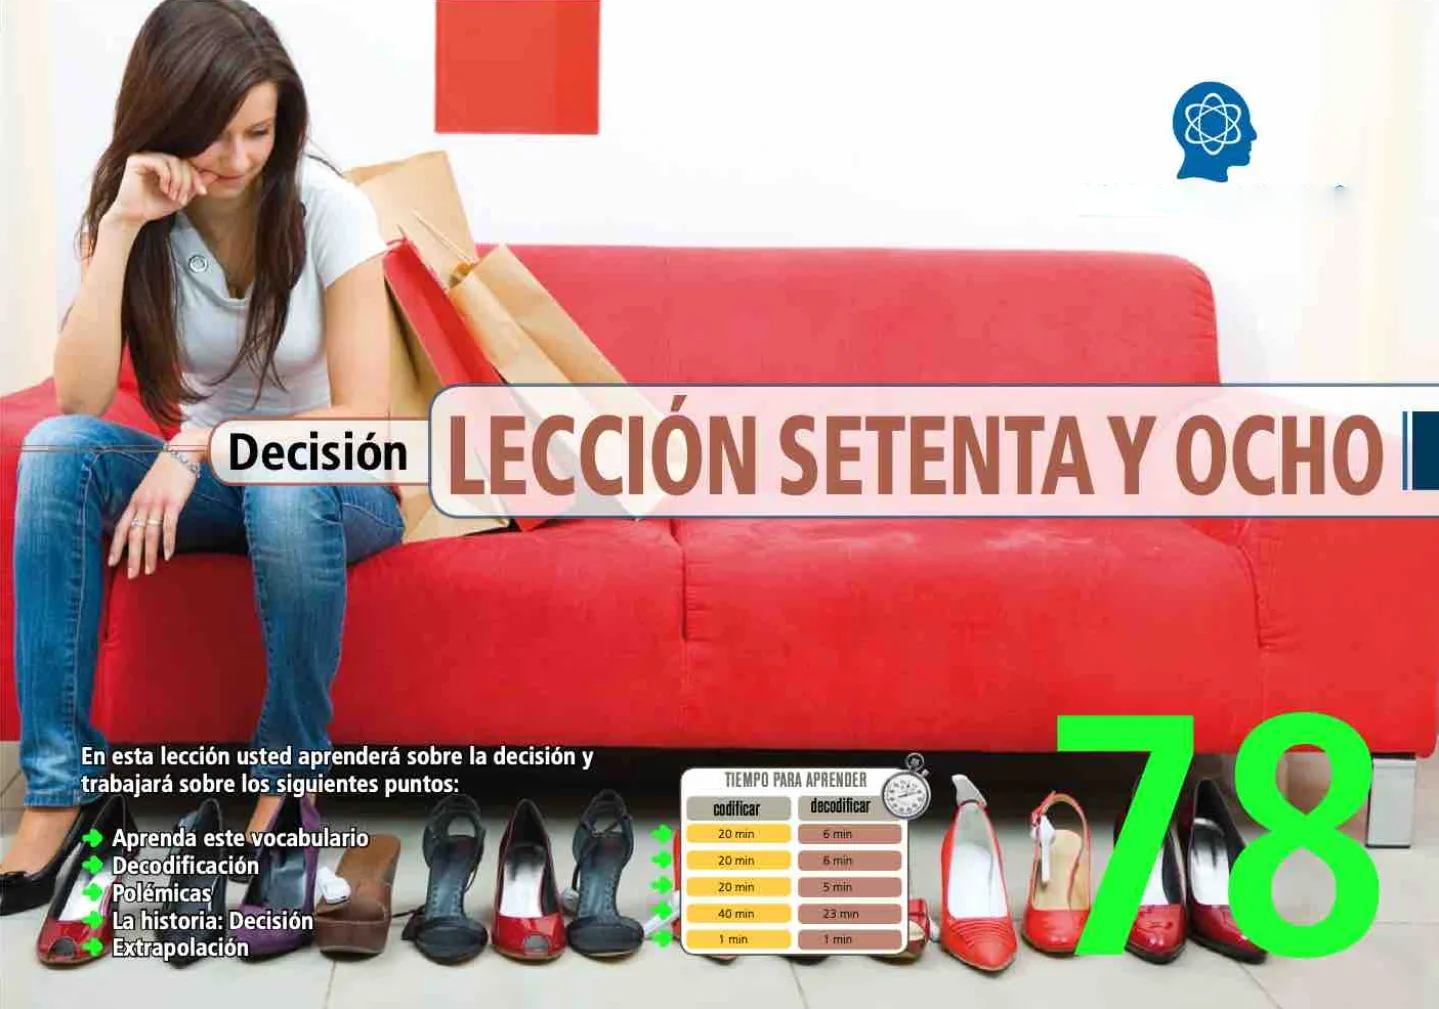 Decisión
LECCIÓN SETENTA Y OCHO
En esta lección usted aprenderá sobre la decisión y
trabajará sobre los siguientes puntos:
Aprenda este vocabulario
Decodificación
Polémicas
La historia: Decisión
Extrapolación
TIEMPO PARA APRENDER
codificar decodificar
20 min 6 min
20 min 6 min
20 min 5 min
40 min 23 min
1 min 1 min
78